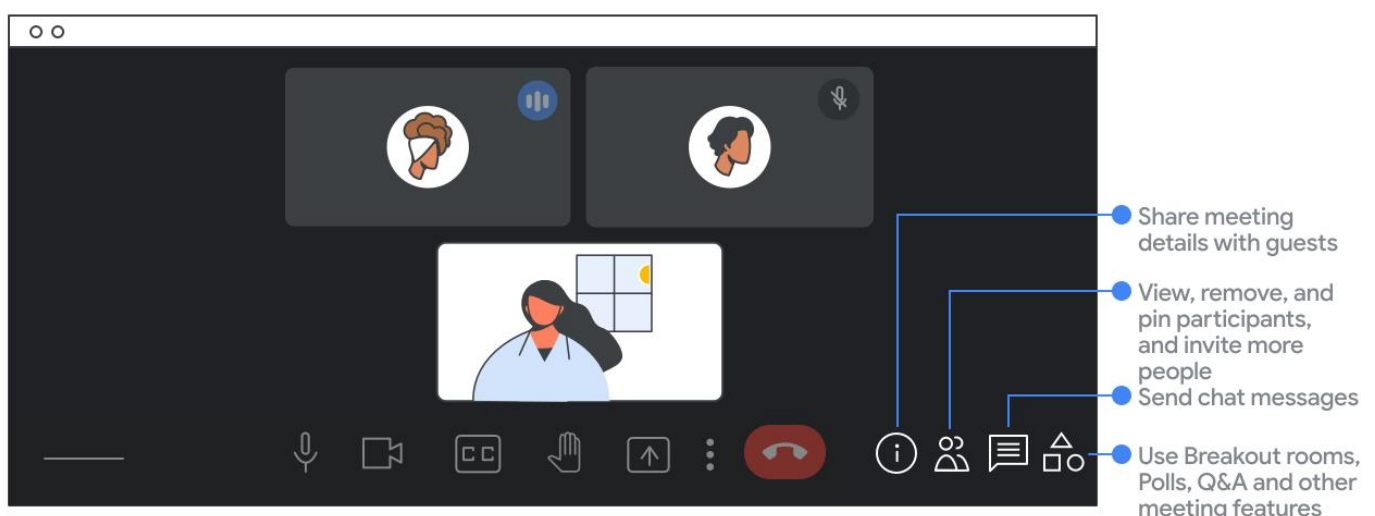 Share meeting
details with guests
View, remove, and
pin participants,
and invite more
people
Send chat messages
CC
Use Breakout rooms,
Polls, Q&A and other
meeting features